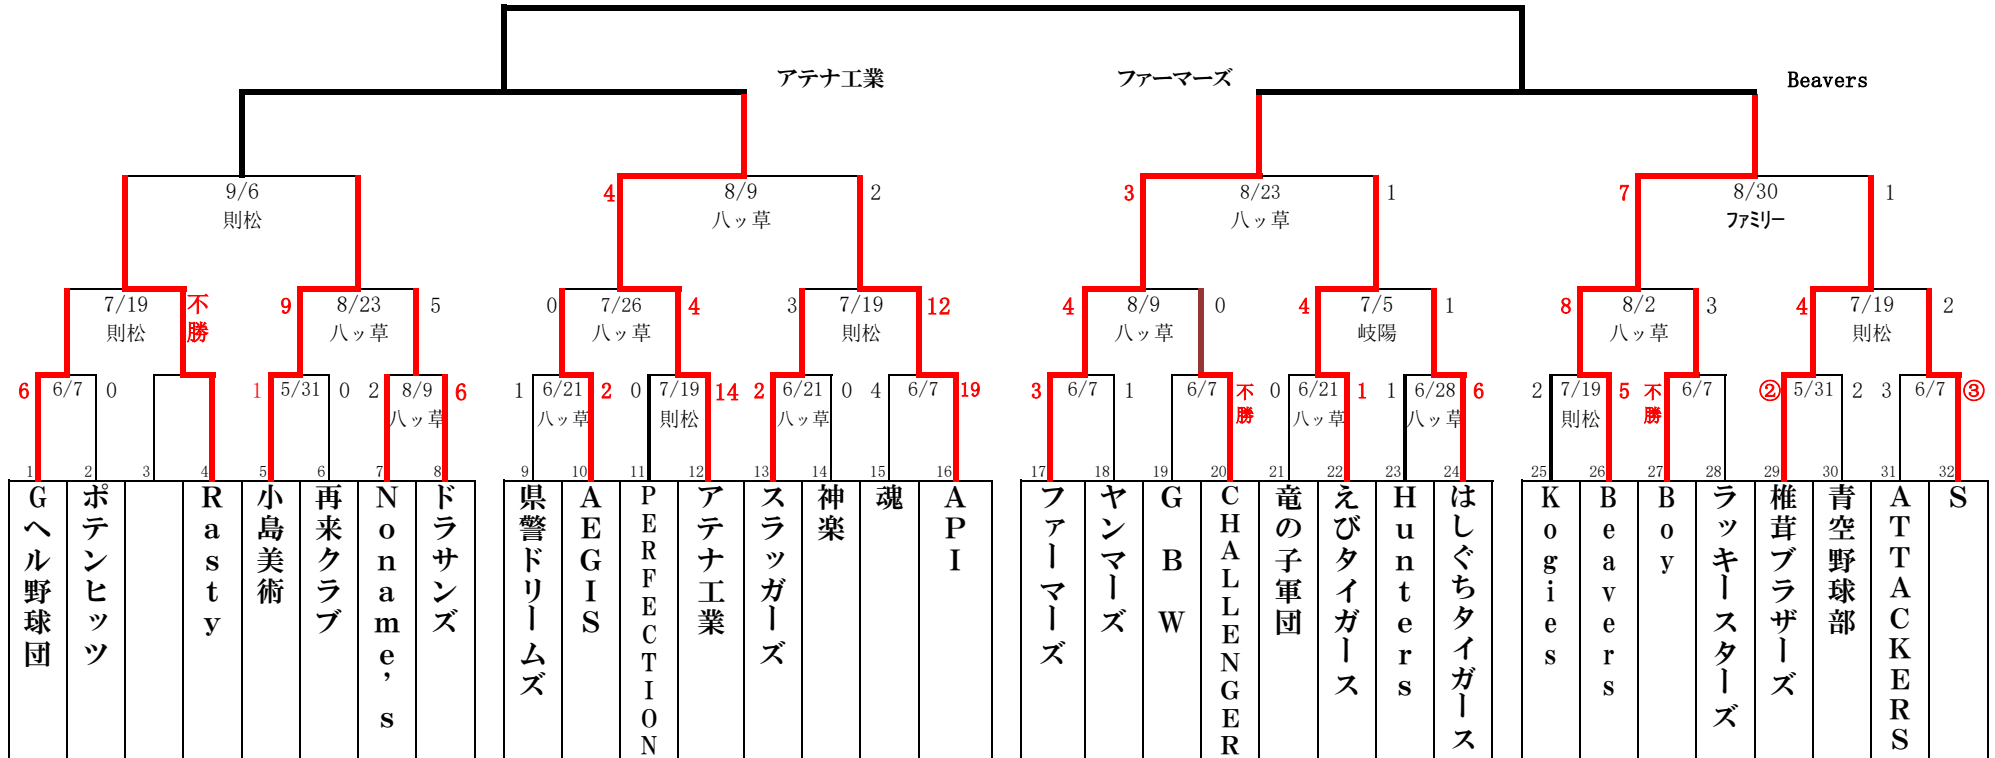 アテナ工業 ファーマーズ Beavers
9/6 4 8/9 2 3 8/23 1 7 8/30 1
則松 八ッ草 八ッ草 ファミリー
7/19 不勝 9 8/23 5 0 7/26 4 3 7/19 12 4 8/9 0 4 7/5 1 8 8/2 3 4 7/19 2
則松 八ッ草 八ッ草 則松 八ッ草 岐陽 八ッ草 則松
6 6/7 0 1 5/31 0 2 8/9 6 1 6/21 2 0 7/19 14 2 6/21 0 4 6/7 19 3 6/7 1 6/7 不勝 0 6/21 1 1 6/28 6 2 7/19 5 不勝 6/7 ② 5/31 2 3 6/7 ③
八ッ草 八ッ草 則松 八ッ草 八ッ草 八ッ草 則松
1 2 3 4 5 6 7 8 9 10 11 12 13 14 15 16 17 18 19 20 21 22 23 24 25 26 27 28 29 30 31 32
Gヘル野球団
ポテンヒッツ
Rasty
小島美術
再来クラブ
Noname’s
ドラサンズ
県警ドリームズ
AEGIS
PERFECTION
アテナ工業
スラッガーズ
神楽
魂
API
ファーマーズ
ヤンマーズ
GBW
CHALLENGER
竜の子軍団
えびタイガース
Hunters
はしぐちタイガース
Kogies
Beavers
Boy
ラッキースターズ
椎茸ブラザーズ
青空野球部
ATTACKERS
S